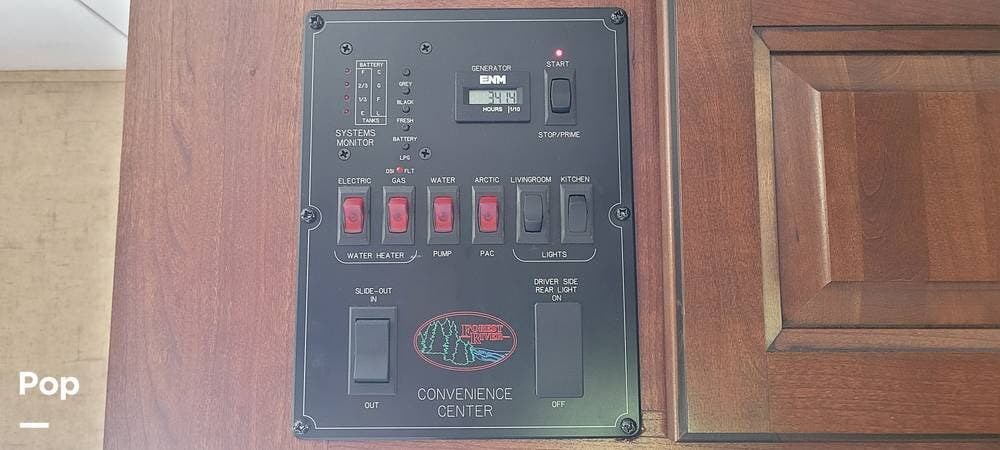 BATTERY
F C
2/3 G
1/3 F
E L
TANKS
SYSTEMS
MONITOR
GREY
BLACK
FRESH
BATTERY
LPG
GENERATOR
ENM
3414
HOURS 1/10
START
STOP/PRIME
DSI FLT
ELECTRIC GAS WATER ARCTIC LIVINGROOM KITCHEN
WATER HEATER PUMP PAC LIGHTS
SLIDE-OUT
IN
OUT
DRIVER SIDE
REAR LIGHT
ON
OFF
FOREST
RIVER
CONVENIENCE
CENTER
Pop